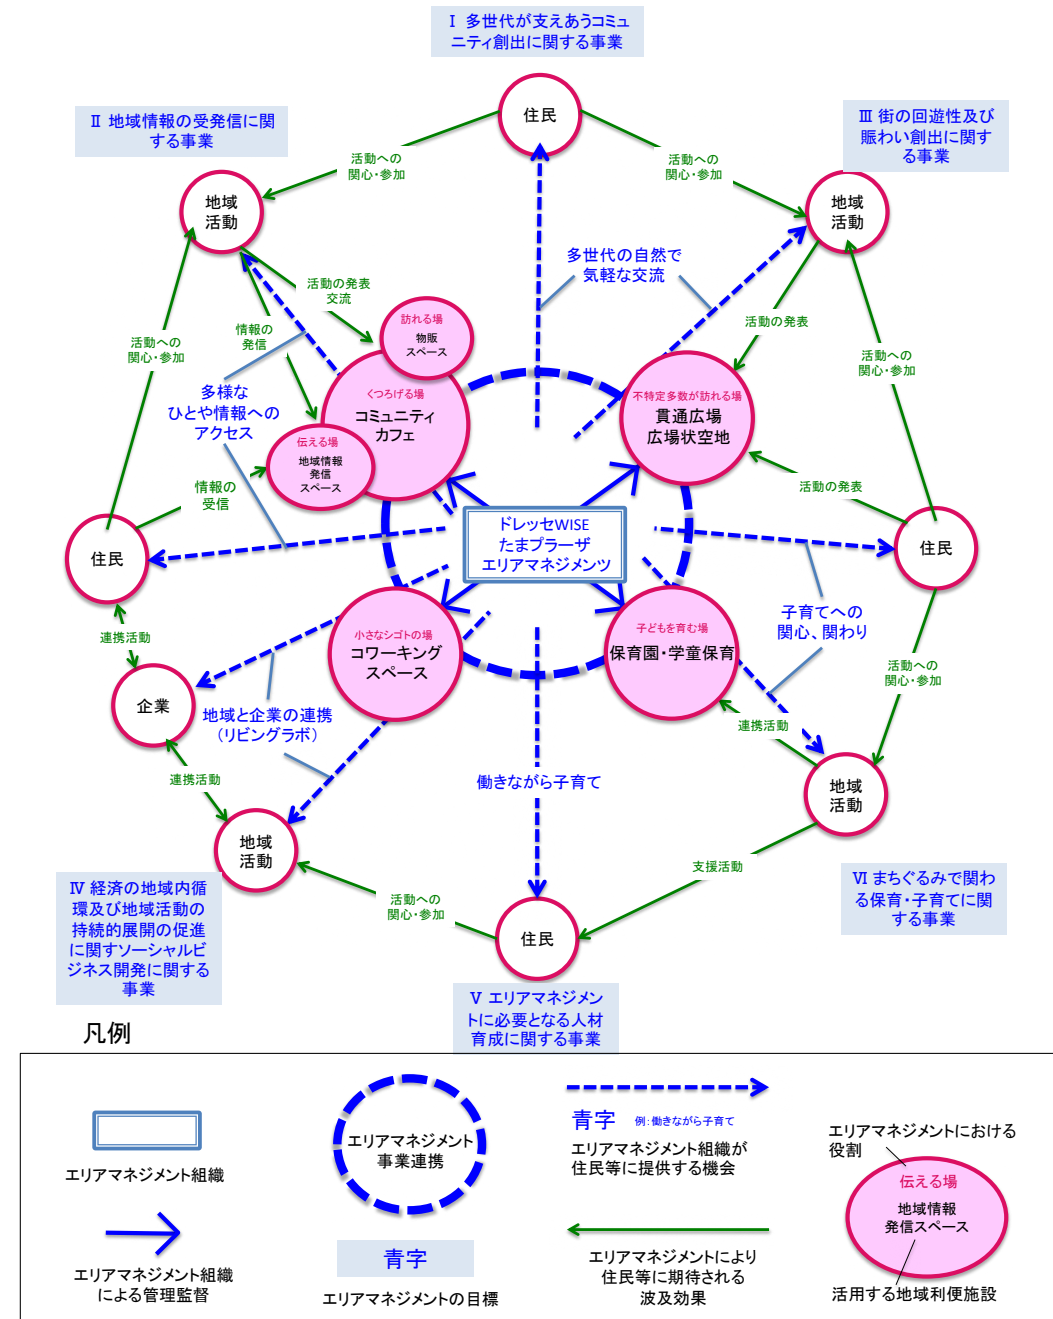 Ⅰ 多世代が支えあうコミュ
ニティ創出に関する事業
Ⅱ 地域情報の受発信に関
する事業
Ⅲ 街の回遊性及び
賑わい創出に関す
る事業
住民
活動への
関心・参加
活動への
関心・参加
地域
活動
地域
活動
多世代の自然で
気軽な交流
活動の発表
交流
訪れる場
物販
スペース
情報の
発信
活動の発表
活動への
関心・参加
活動への
関心・参加
くつろげる場
コミュニティ
カフェ
不特定多数が訪れる場
貫通広場
広場状空地
多様な
ひとや情報への
アクセス
伝える場
地域情報
発信
スペース
情報の
受信
活動の発表
ドレッセWISE
たまプラーザ
エリアマネジメンツ
住民
住民
連携活動
小さなシゴトの場
コワーキング
スペース
子どもを育む場
保育園・学童保育
子育てへの
関心、関わり
活動への
関心・参加
企業
地域と企業の連携
（リビングラボ）
連携活動
連携活動
働きながら子育て
地域
活動
地域
活動
支援活動
活動への
関心・参加
住民
Ⅳ 経済の地域内循
環及び地域活動の
持続的展開の促進
に関すソーシャルビ
ジネス開発に関する
事業
Ⅵ まちぐるみで関わ
る保育・子育てに関
する事業
Ⅴ エリアマネジメン
トに必要となる人材
育成に関する事業
凡例
エリアマネジメント組織
エリアマネジメント
事業連携
青字 例：働きながら子育て
エリアマネジメント組織が
住民等に提供する機会
エリアマネジメントにおける
役割
伝える場
地域情報
発信スペース
活用する地域利便施設
エリアマネジメント組織
による管理監督
青字
エリアマネジメントの目標
エリアマネジメントにより
住民等に期待される
波及効果